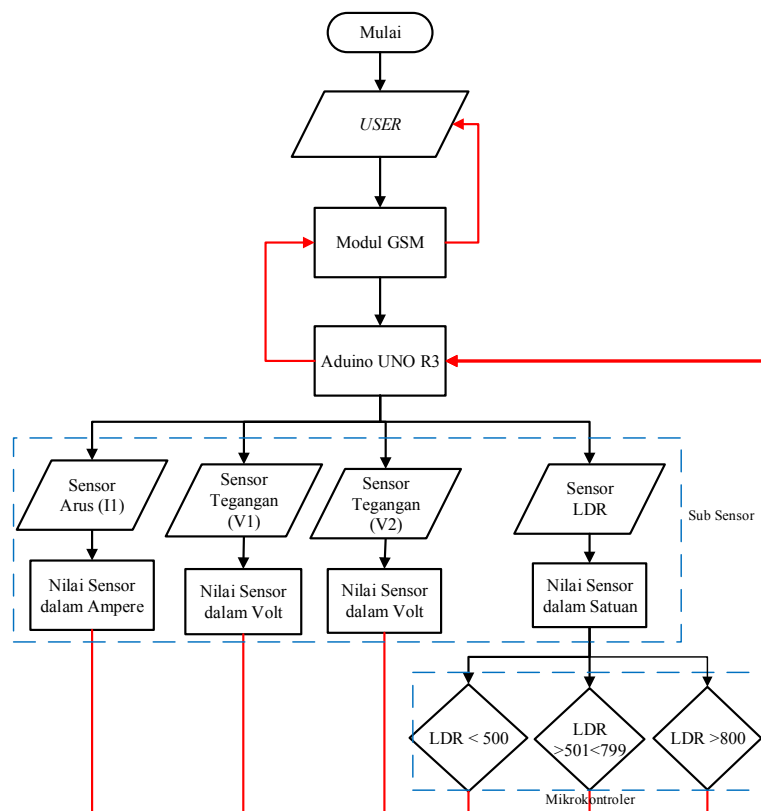 Mulai
USER
Modul GSM
Aduino UNO R3
Sensor
Arus (I1)
Sensor
Tegangan
(V1)
Sensor
Tegangan
(V2)
Sensor
LDR
Sub Sensor
Nilai Sensor
dalam Ampere
Nilai Sensor
dalam Volt
Nilai Sensor
dalam Volt
Nilai Sensor
dalam Satuan
LDR < 500
LDR
>501<799
LDR >800
Mikrokontroler